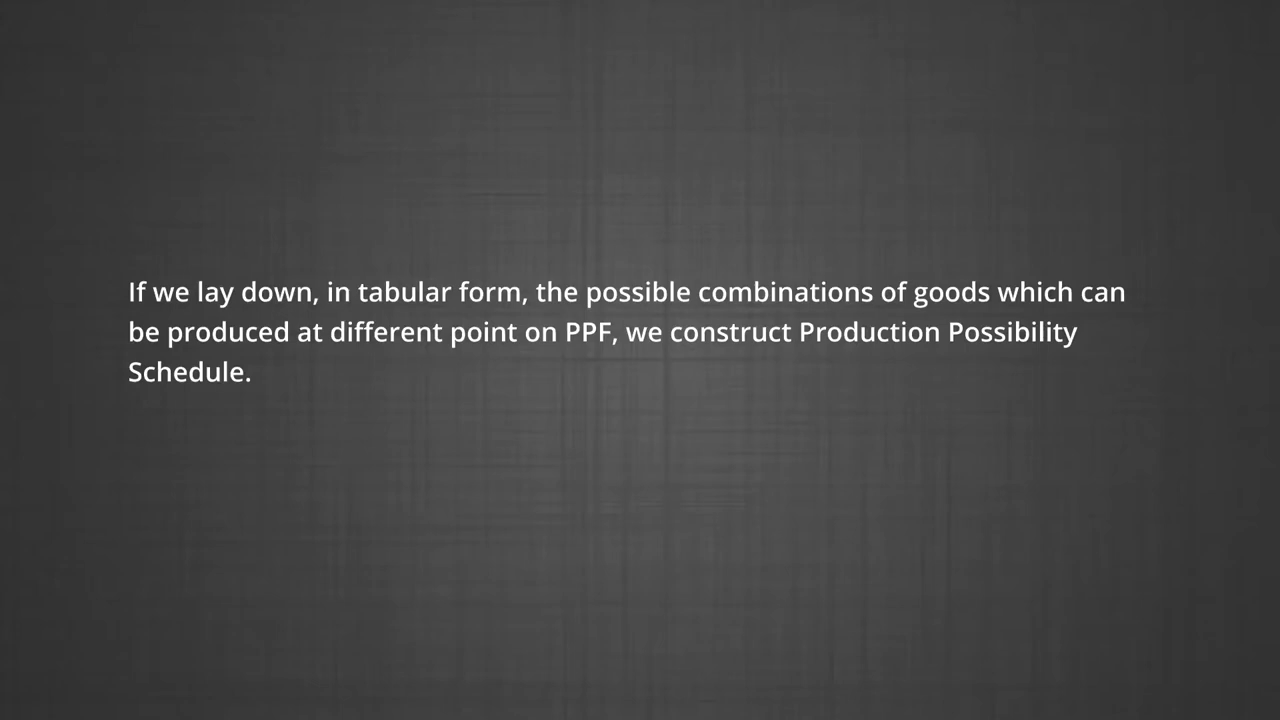 If we lay down, in tabular form, the possible combinations of goods which can
be produced at different point on PPF, we construct Production Possibility
Schedule.